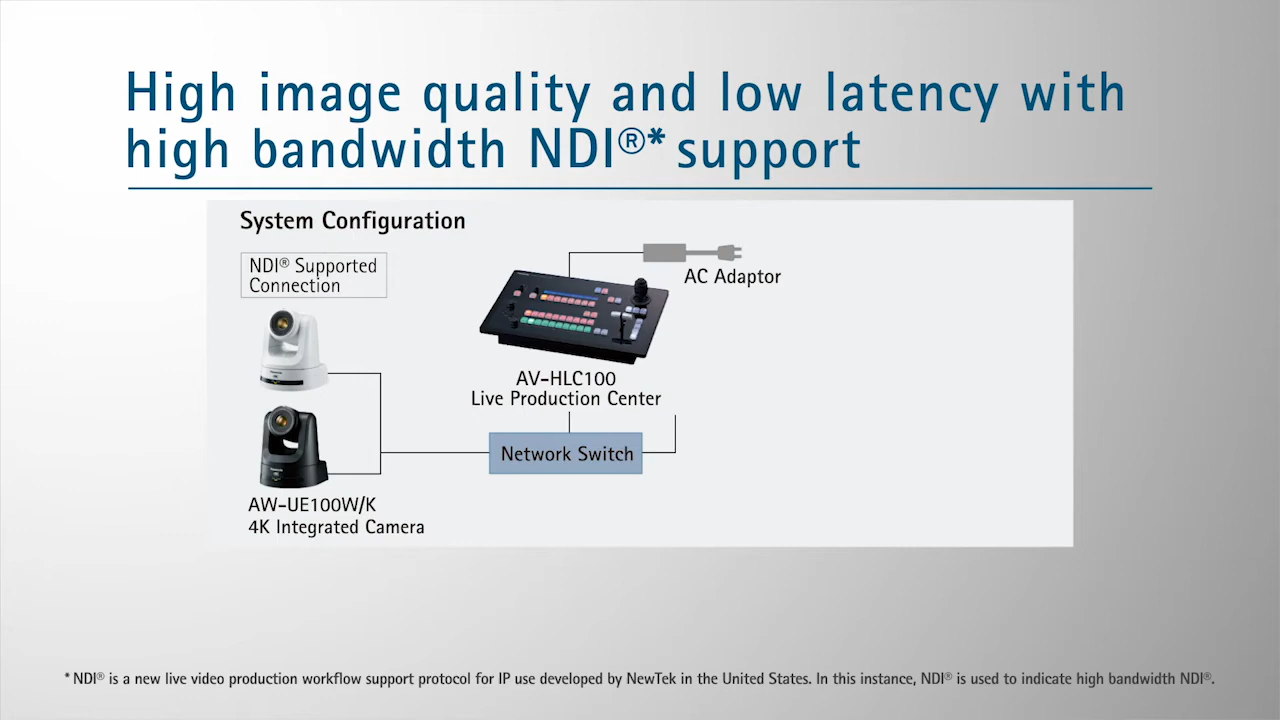 High image quality and low latency with
high bandwidth NDI®* support
System Configuration
NDI® Supported
Connection
AC Adaptor
AV-HLC100
Live Production Center
Network Switch
AW-UE100W/K
4K Integrated Camera
* NDI® is a new live video production workflow support protocol for IP use developed by NewTek in the United States. In this instance, NDI® is used to indicate high bandwidth NDI®.